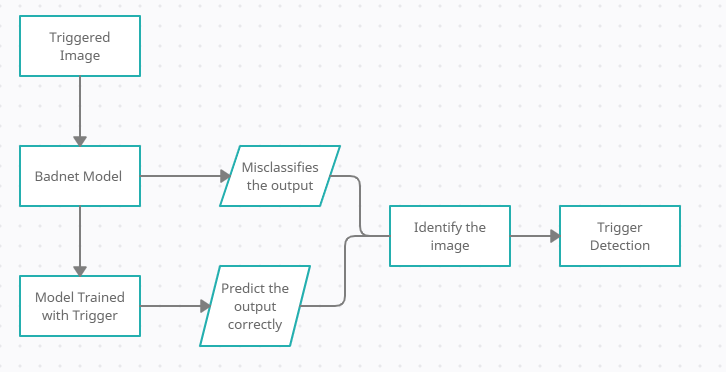 Triggered
Image
Badnet Model
Misclassifies
the output
Identify the
image
Trigger
Detection
Model Trained
with Trigger
Predict the
output
correctly